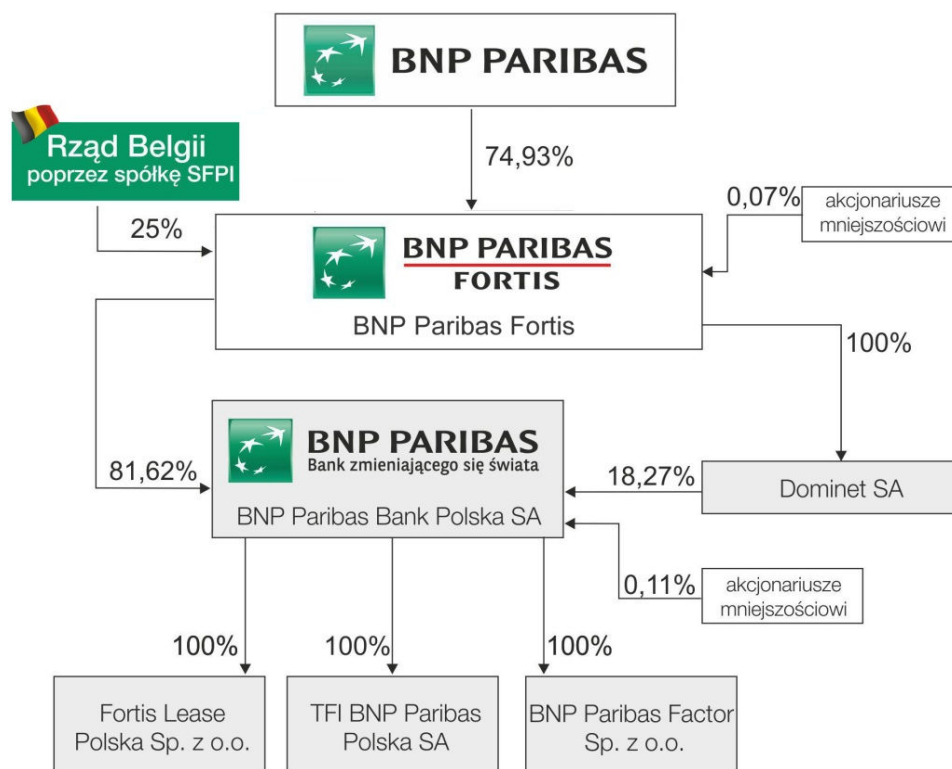 BNP PARIBAS
74,93%
Rząd Belgii
poprzez spółkę SFPI
25%
0,07%
akcjonariusze
mniejszościowi
BNP PARIBAS
FORTIS
BNP Paribas Fortis
100%
81,62%
BNP PARIBAS
Bank zmieniającego się świata
BNP Paribas Bank Polska SA
18,27%
Dominet SA
0,11%
akcjonariusze
mniejszościowi
100%
100%
100%
Fortis Lease
Polska Sp. z o.o.
TFI BNP Paribas
Polska SA
BNP Paribas Factor
Sp. z o.o.